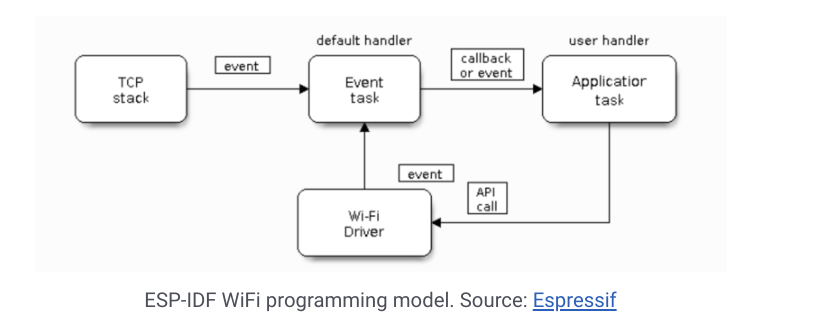 default handler
user handler
TCP
stack
event
Event
task
callback
or event
Applicatior
task
event
API
call
Wi-Fi
Driver
ESP-IDF WiFi programming model. Source: Espressif